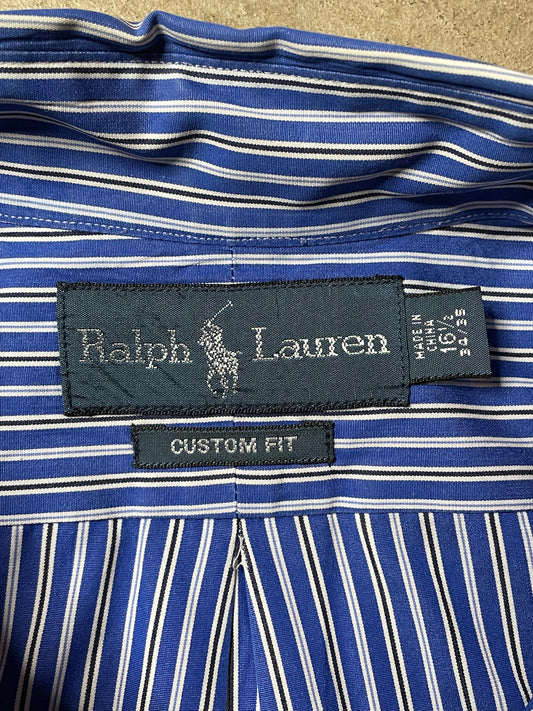 Ralph Lauren
MADE IN
CHINA
16½
34/35
CUSTOM FIT